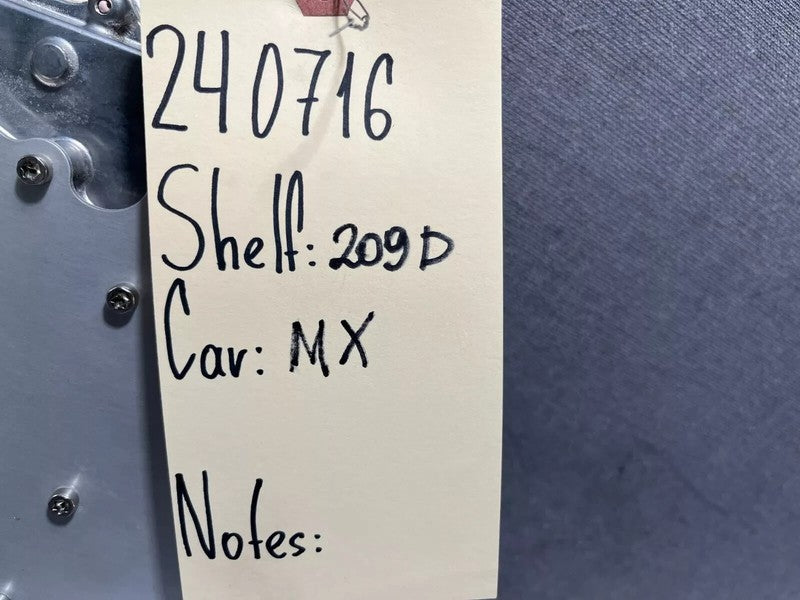 240716
Shelf: 209D
Car: MX
Notes: